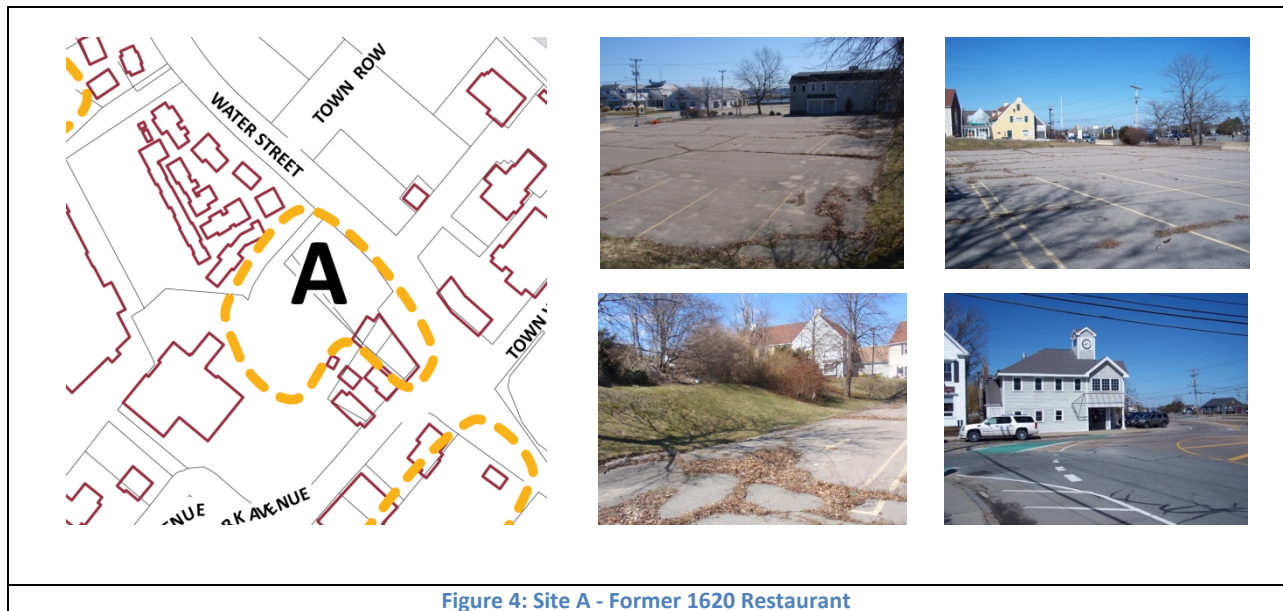 TOWN ROW
WATER STREET
A
TOWN
ENUE
RK AVENUE
Figure 4: Site A - Former 1620 Restaurant